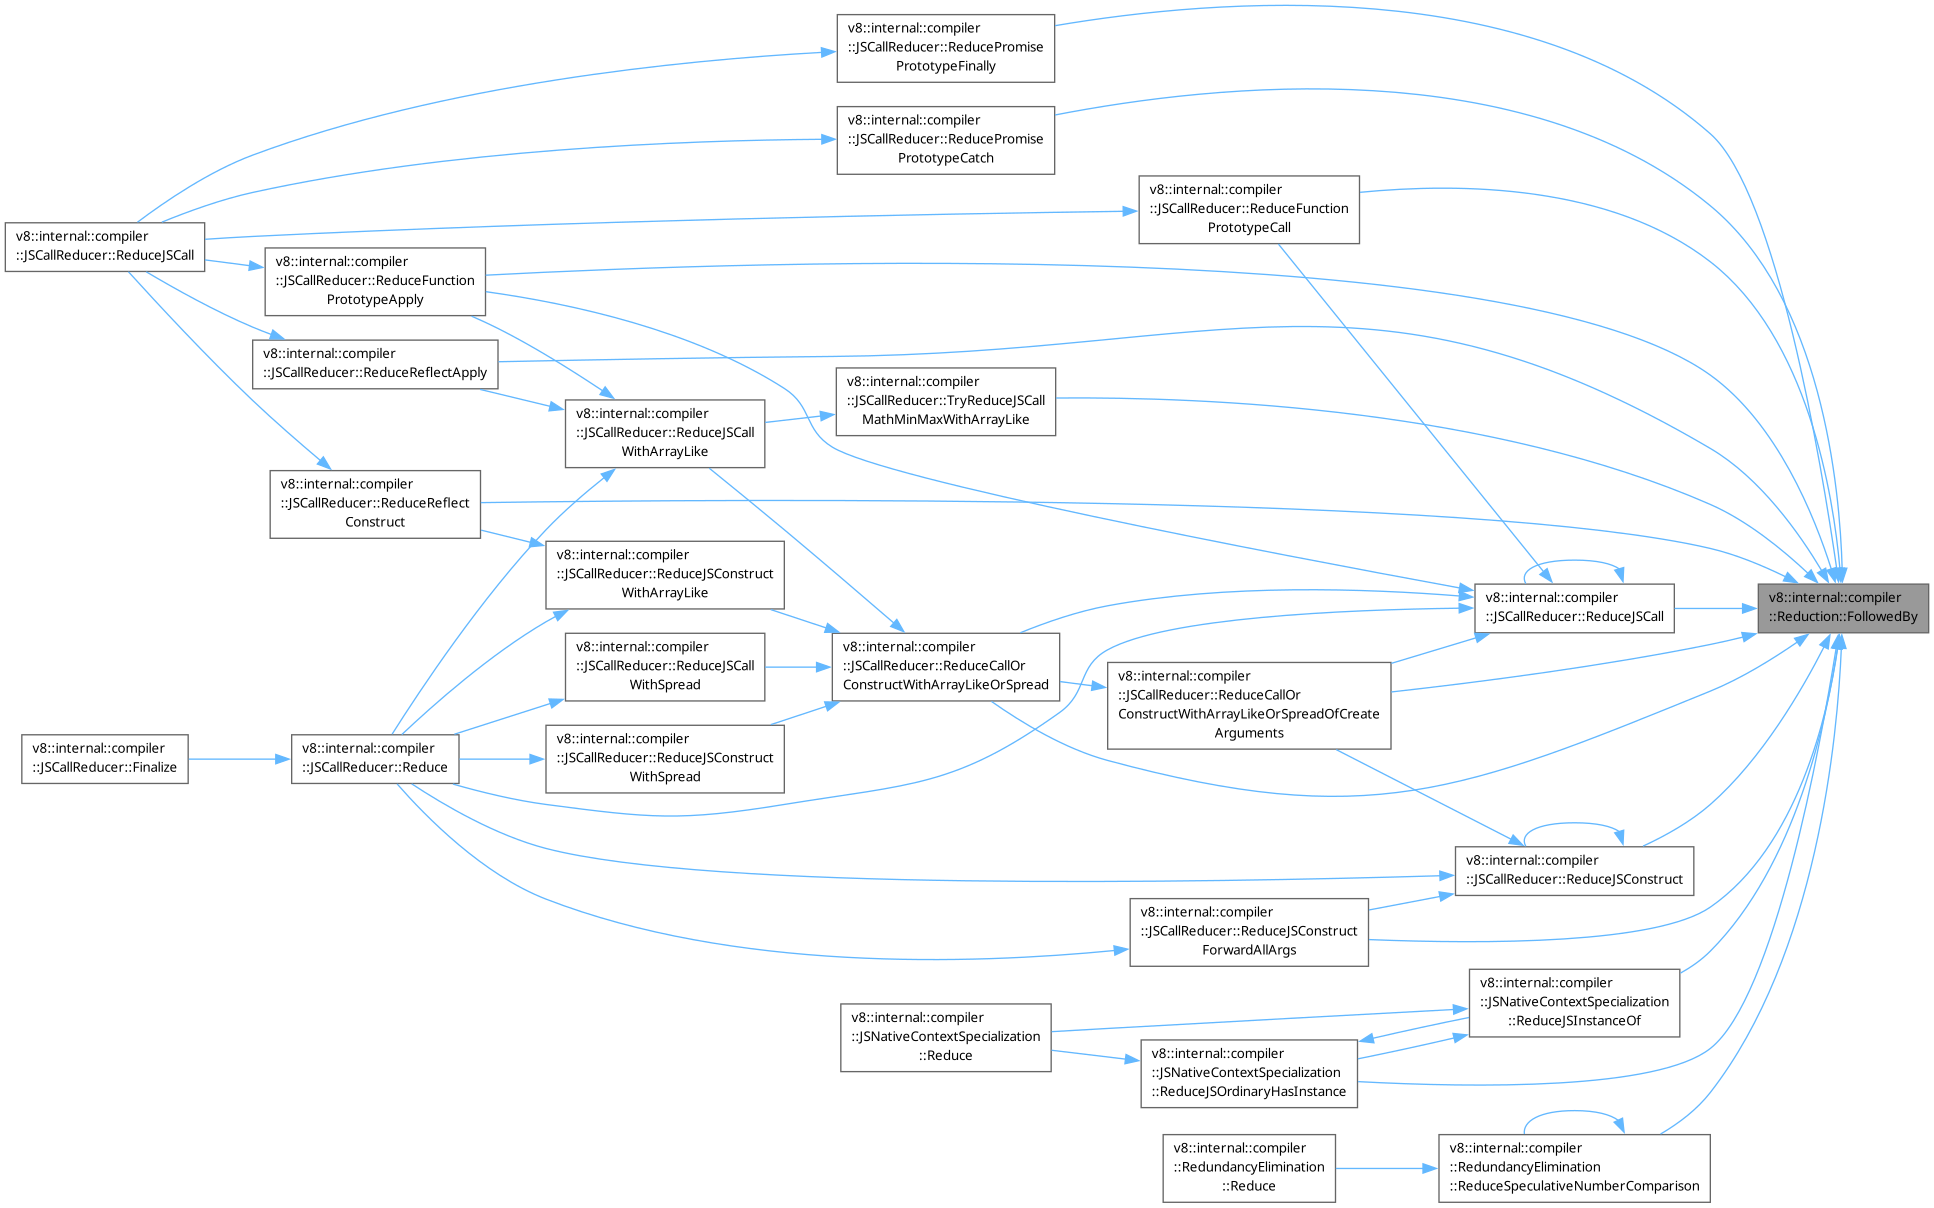 v8::internal::compiler
::JSCallReducer::ReducePromise
PrototypeFinally
v8::internal::compiler
::JSCallReducer::ReducePromise
PrototypeCatch
v8::internal::compiler
::JSCallReducer::ReduceFunction
PrototypeCall
v8::internal::compiler
::JSCallReducer::ReduceJSCall
v8::internal::compiler
::JSCallReducer::ReduceFunction
PrototypeApply
v8::internal::compiler
::JSCallReducer::ReduceReflectApply
v8::internal::compiler
::JSCallReducer::TryReduceJSCall
MathMinMaxWithArrayLike
v8::internal::compiler
::JSCallReducer::ReduceJSCall
WithArrayLike
v8::internal::compiler
::JSCallReducer::ReduceReflect
Construct
v8::internal::compiler
::JSCallReducer::ReduceJSConstruct
WithArrayLike
v8::internal::compiler
::JSCallReducer::ReduceJSCall
v8::internal::compiler
::Reduction::FollowedBy
v8::internal::compiler
::JSCallReducer::ReduceJSCall
WithSpread
v8::internal::compiler
::JSCallReducer::ReduceCallOr
ConstructWithArrayLikeOrSpread
v8::internal::compiler
::JSCallReducer::ReduceCallOr
ConstructWithArrayLikeOrSpreadOfCreate
Arguments
v8::internal::compiler
::JSCallReducer::Finalize
v8::internal::compiler
::JSCallReducer::Reduce
v8::internal::compiler
::JSCallReducer::ReduceJSConstruct
WithSpread
v8::internal::compiler
::JSCallReducer::ReduceJSConstruct
v8::internal::compiler
::JSCallReducer::ReduceJSConstruct
ForwardAllArgs
v8::internal::compiler
::JSNativeContextSpecialization
::ReduceJSInstanceOf
v8::internal::compiler
::JSNativeContextSpecialization
::Reduce
v8::internal::compiler
::JSNativeContextSpecialization
::ReduceJSOrdinaryHasInstance
v8::internal::compiler
::RedundancyElimination
::Reduce
v8::internal::compiler
::RedundancyElimination
::ReduceSpeculativeNumberComparison